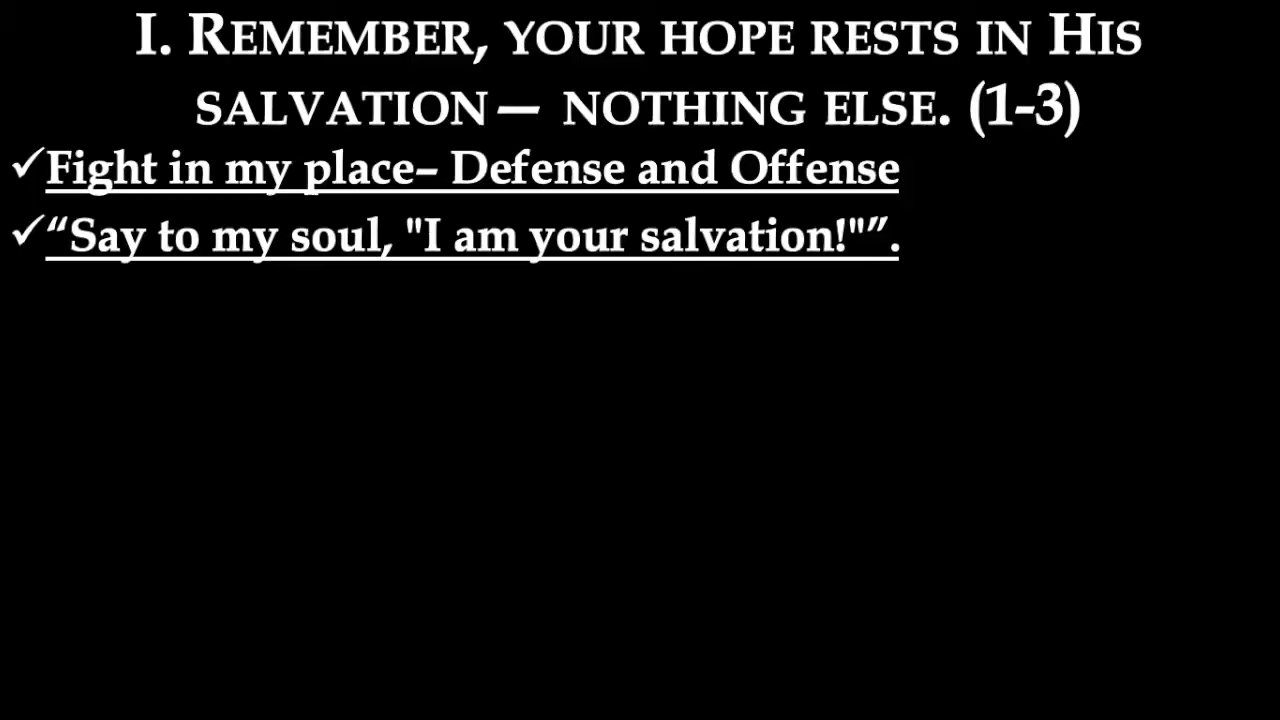 I. Remember, your hope rests in His
salvation— nothing else. (1-3)
✓Fight in my place– Defense and Offense
✓“Say to my soul, "I am your salvation!"”.